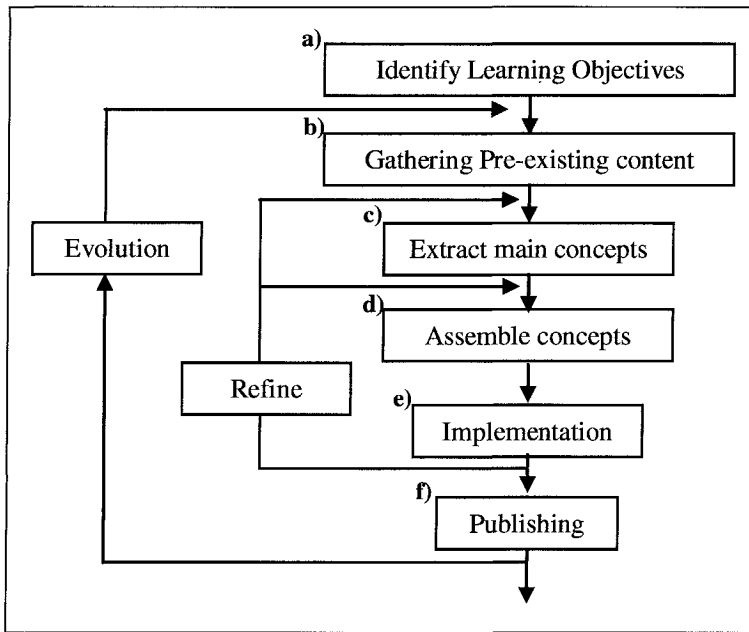 a)
Identify Learning Objectives
b)
Gathering Pre-existing content
c)
Evolution
Extract main concepts
d)
Assemble concepts
Refine
e)
Implementation
f)
Publishing